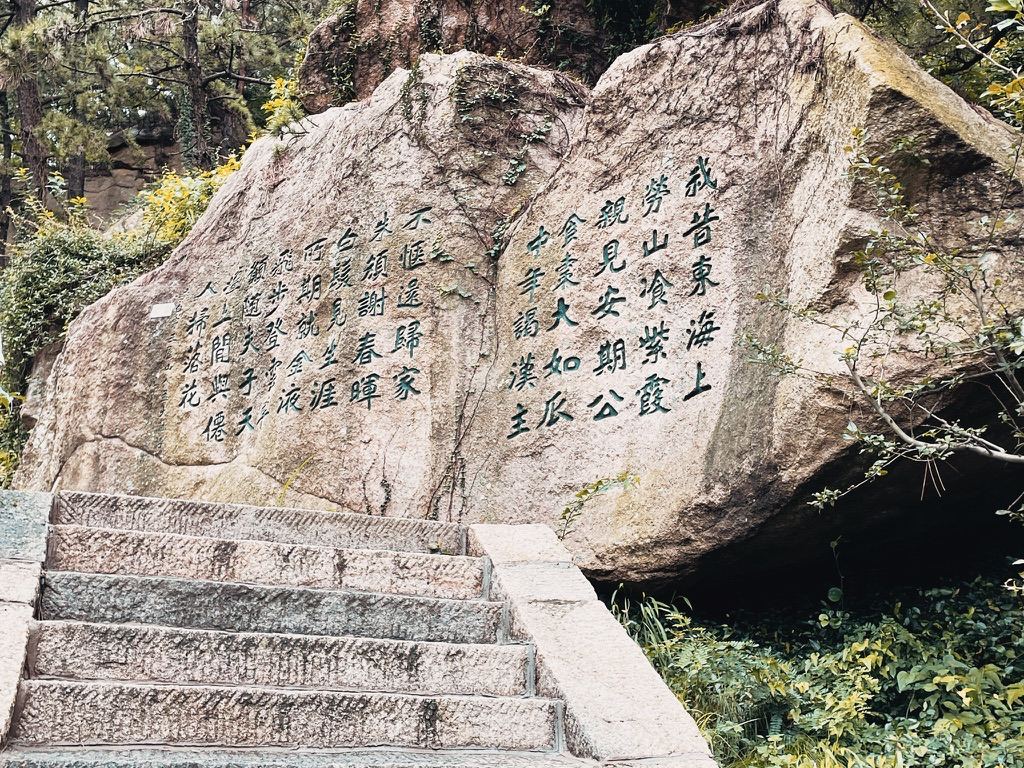 我昔東海上
勞山飡紫霞
親見安期公
食棗大如瓜
中年謁漢主
不愜還歸家
朱顏謝春暉
白髮見生涯
所期就金液
飛步登雲車
願隨夫子天
壇上閒與僊
人掃落花